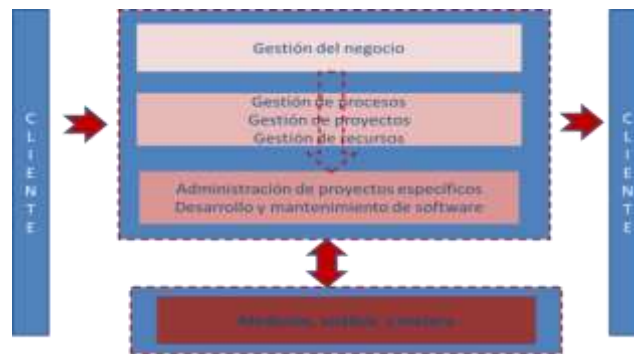 CLIENTE
Gestión del negocio
Gestión de procesos
Gestión de proyectos
Gestión de recursos
Administración de proyectos específicos
Desarrollo y mantenimiento de software
CLIENTE